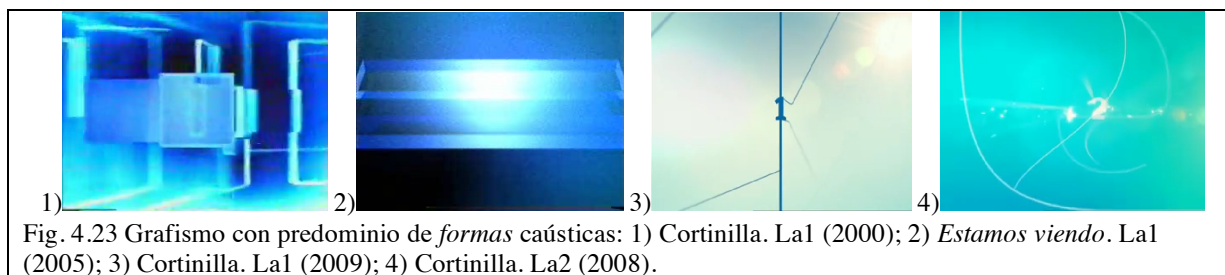 1
2
1) 2) 3) 4)
Fig. 4.23 Grafismo con predominio de formas caústicas: 1) Cortinilla. La1 (2000); 2) Estamos viendo. La1
(2005); 3) Cortinilla. La1 (2009); 4) Cortinilla. La2 (2008).